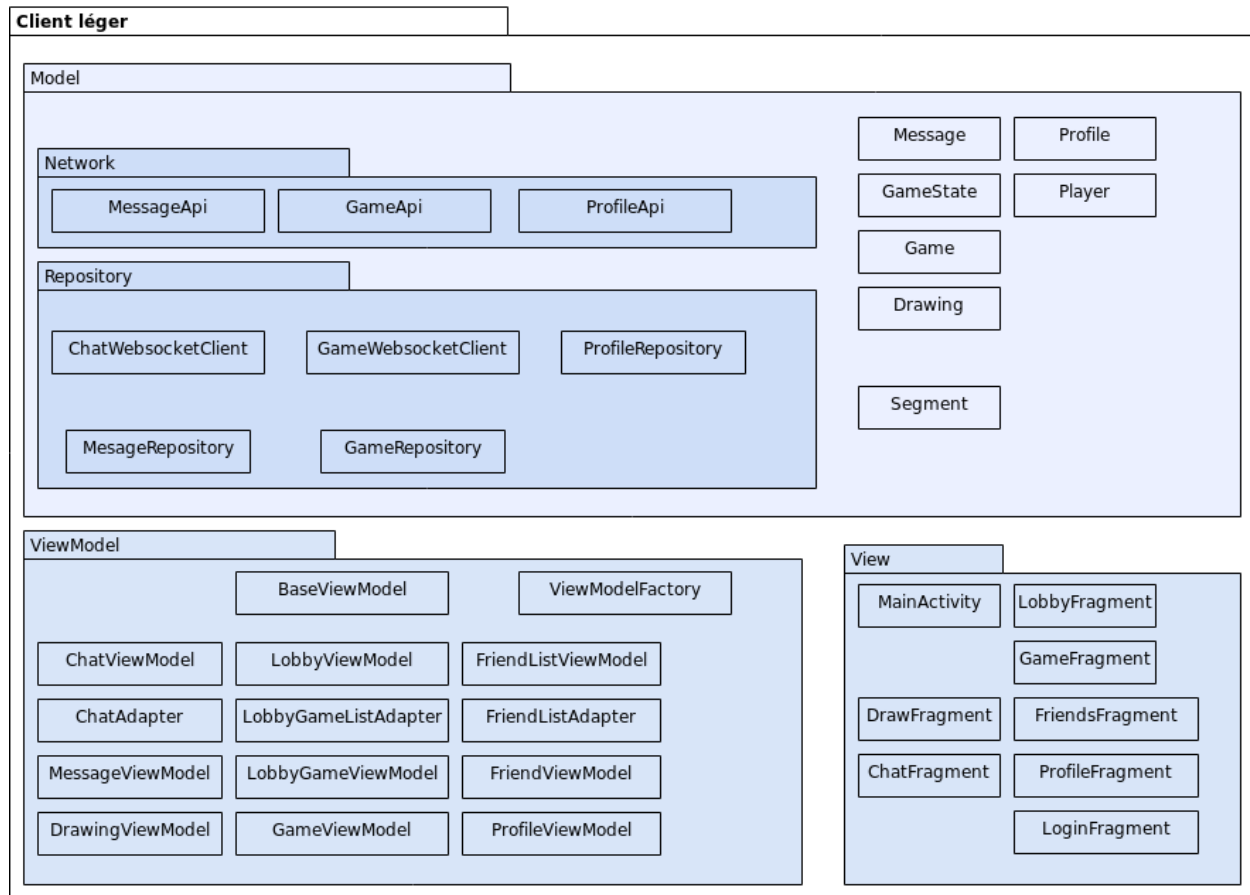 Client léger
Model
Message
Profile
Network
MessageApi
GameApi
ProfileApi
GameState
Player
Game
Repository
Drawing
ChatWebsocketClient
GameWebsocketClient
ProfileRepository
Segment
MesageRepository
GameRepository
ViewModel
BaseViewModel
ViewModelFactory
ChatViewModel
LobbyViewModel
FriendListViewModel
ChatAdapter
LobbyGameListAdapter
FriendListAdapter
MessageViewModel
LobbyGameViewModel
FriendViewModel
DrawingViewModel
GameViewModel
ProfileViewModel
View
MainActivity
LobbyFragment
GameFragment
DrawFragment
FriendsFragment
ChatFragment
ProfileFragment
LoginFragment